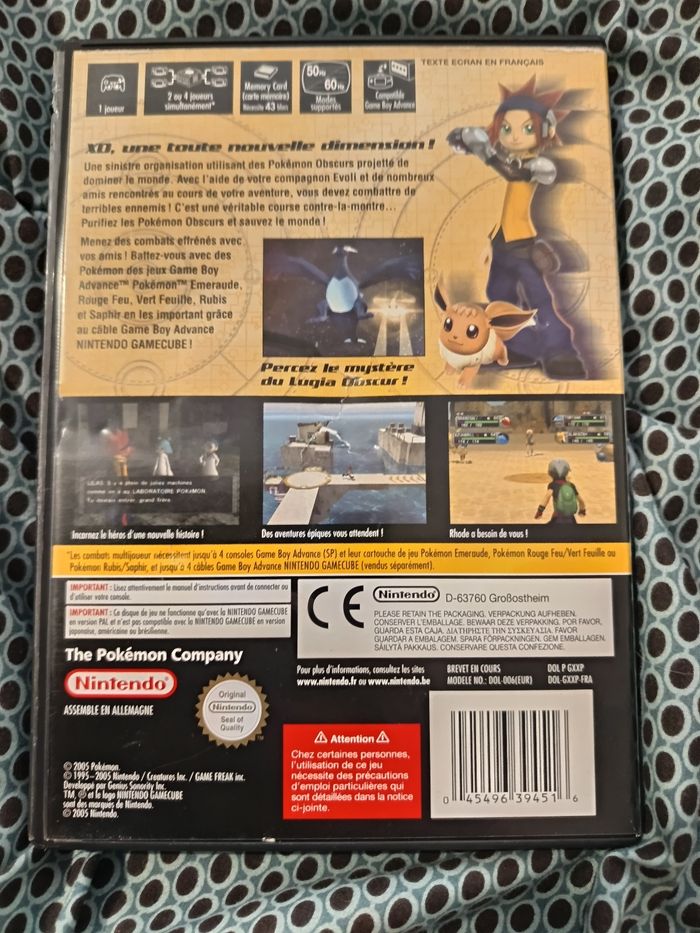 TEXTE ECRAN EN FRANÇAIS
1 joueur
2 ou 4 joueurs
simultanément*
Memory Card
(carte mémoire)
Nécessite 43 blocs
50Hz
60Hz
Modes
supportés
Compatible
Game Boy Advance
XD, une toute nouvelle dimension !
Une sinistre organisation utilisant des Pokémon Obscurs projette de
dominer le monde. Avec l'aide de votre compagnon Evoli et de nombreux
amis rencontrés au cours de votre aventure, vous devez combattre de
terribles ennemis ! C'est une véritable course contre-la-montre...
Purifiez les Pokémon Obscurs et sauvez le monde !
Menez des combats effrénés avec
vos amis ! Battez-vous avec des
Pokémon des jeux Game Boy
Advance™ Pokémon™ Emeraude,
Rouge Feu, Vert Feuille, Rubis
et Saphir en les important grâce
au câble Game Boy Advance
NINTENDO GAMECUBE !
Percez le mystère
du Lugia Obscur !
LILAS: Il y a plein de jolies machines
comme ça au LABORATOIRE POKéMON.
Tu devrais entrer, grand frère.
Incarnez le héros d'une nouvelle histoire !
Des aventures épiques vous attendent !
Rhode a besoin de vous !
*Les combats multijoueur nécessitent jusqu'à 4 consoles Game Boy Advance (SP) et leur cartouche de jeu Pokémon Emeraude, Pokémon Rouge Feu/Vert Feuille ou
Pokémon Rubis/Saphir, et jusqu'à 4 câbles Game Boy Advance NINTENDO GAMECUBE (vendus séparément).
IMPORTANT : Lisez attentivement le manuel d'instructions avant de connecter ou
d'utiliser votre console.
IMPORTANT : Ce disque de jeu ne fonctionne qu'avec le NINTENDO GAMECUBE
en version PAL et n'est pas compatible avec le NINTENDO GAMECUBE en version
japonaise, américaine ou brésilienne.
CE
Nintendo® D-63760 Großostheim
PLEASE RETAIN THE PACKAGING. VERPACKUNG AUFHEBEN.
CONSERVER L'EMBALLAGE. BEWAAR DEZE VERPAKKING. POR FAVOR,
GUARDA ESTA CAJA. ΔΙΑΤΗΡΗΣΤΕ ΤΗΝ ΣΥΣΚΕΥΑΣΙΑ. FAVOR
GUARDAR A EMBALAGEM. SPARA FÖRPACKNINGEN. GEM EMBALLAGEN.
SÄILYTÄ PAKKAUS. CONSERVARE QUESTA CONFEZIONE.
The Pokémon Company
Nintendo®
ASSEMBLE EN ALLEMAGNE
Original
Nintendo
Seal of
Quality
Pour plus d'informations, consultez les sites
www.nintendo.fr ou www.nintendo.be
BREVET EN COURS DOL P GXXP
MODELE NO.: DOL-006(EUR) DOL-GXXP-FRA
© 2005 Pokémon.
© 1995-2005 Nintendo / Creatures Inc. / GAME FREAK inc.
Développé par Genius Sonority Inc.
TM, ® et le logo NINTENDO GAMECUBE
sont des marques de Nintendo.
© 2005 Nintendo.
Attention
Chez certaines personnes,
l'utilisation de ce jeu
nécessite des précautions
d'emploi particulières qui
sont détaillées dans la notice
ci-jointe.
0 45496 39451 6